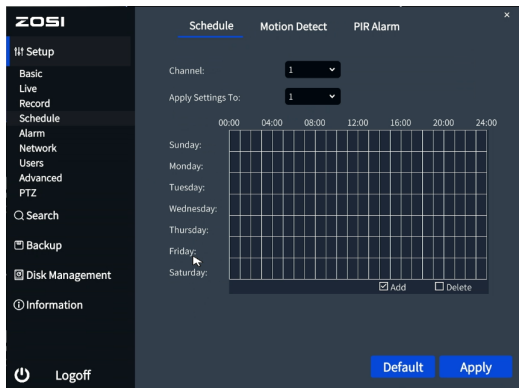 ZOSI
Schedule Motion Detect PIR Alarm
×
Setup
Basic
Live
Record
Schedule
Alarm
Network
Users
Advanced
PTZ
Search
Backup
Disk Management
Information
Logoff
Channel: 1
Apply Settings To: 1
00:00 04:00 08:00 12:00 16:00 20:00 24:00
Sunday:
Monday:
Tuesday:
Wednesday:
Thursday:
Friday:
Saturday:
Add Delete
Default Apply